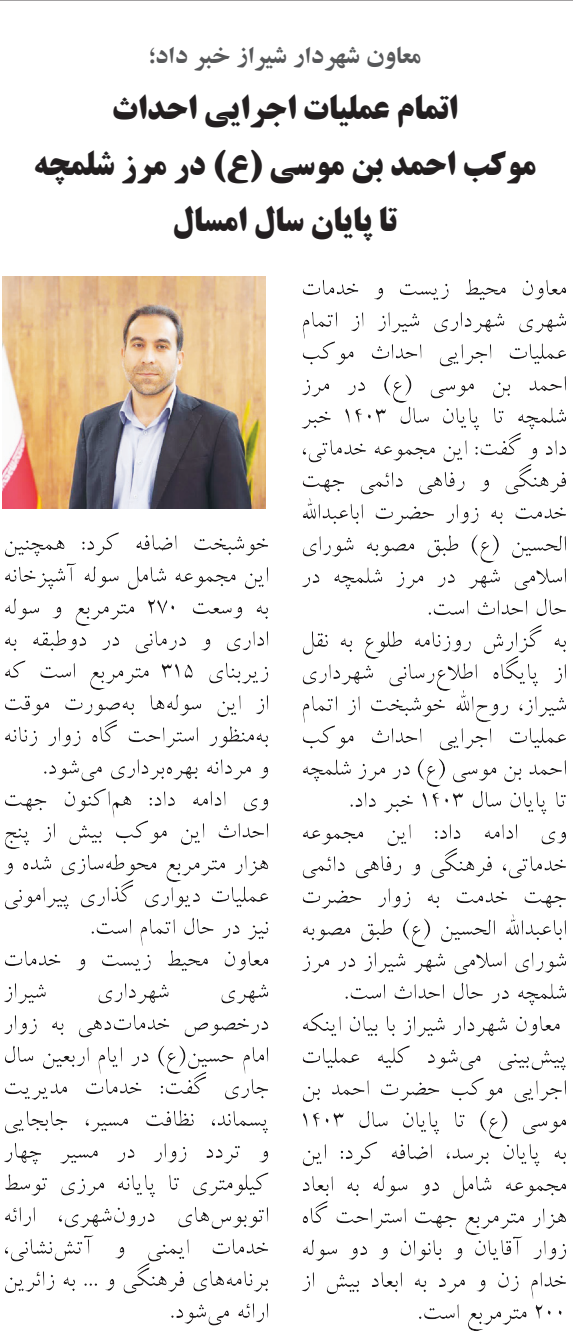 معاون شهردار شیراز خبر داد؛
اتمام عملیات اجرایی احداث
موکب احمد بن موسی (ع) در مرز شلمچه
تا پایان سال امسال
معاون محیط زیست و خدمات
شهری شهرداری شیراز از اتمام
عملیات اجرایی احداث موکب
احمد بن موسی (ع) در مرز
شلمچه تا پایان سال ۱۴۰۳ خبر
داد و گفت: این مجموعه خدماتی،
فرهنگی و رفاهی دائمی جهت
خدمت به زوار حضرت اباعبدالله
الحسین (ع) طبق مصوبه شورای
اسلامی شهر در مرز شلمچه در
حال احداث است.
به گزارش روزنامه طلوع به نقل
از پایگاه اطلاع‌رسانی شهرداری
شیراز، روح‌الله خوشبخت از اتمام
عملیات اجرایی احداث موکب
احمد بن موسی (ع) در مرز شلمچه
تا پایان سال ۱۴۰۳ خبر داد.
وی ادامه داد: این مجموعه
خدماتی، فرهنگی و رفاهی دائمی
جهت خدمت به زوار حضرت
اباعبدالله الحسین (ع) طبق مصوبه
شورای اسلامی شهر شیراز در مرز
شلمچه در حال احداث است.
معاون شهردار شیراز با بیان اینکه
پیش‌بینی می‌شود کلیه عملیات
اجرایی موکب حضرت احمد بن
موسی (ع) تا پایان سال ۱۴۰۳
به پایان برسد، اضافه کرد: این
مجموعه شامل دو سوله به ابعاد
هزار مترمربع جهت استراحت گاه
زوار آقایان و بانوان و دو سوله
خدام زن و مرد به ابعاد بیش از
۲۰۰ مترمربع است.
خوشبخت اضافه کرد: همچنین
این مجموعه شامل سوله آشپزخانه
به وسعت ۲۷۰ مترمربع و سوله
اداری و درمانی در دوطبقه به
زیربنای ۳۱۵ مترمربع است که
از این سوله‌ها به‌صورت موقت
به‌منظور استراحت گاه زوار زنانه
و مردانه بهره‌برداری می‌شود.
وی ادامه داد: هم‌اکنون جهت
احداث این موکب بیش از پنج
هزار مترمربع محوطه‌سازی شده و
عملیات دیواری گذاری پیرامونی
نیز در حال اتمام است.
معاون محیط زیست و خدمات
شهری شهرداری شیراز
درخصوص خدمات‌دهی به زوار
امام حسین(ع) در ایام اربعین سال
جاری گفت: خدمات مدیریت
پسماند، نظافت مسیر، جابجایی
و تردد زوار در مسیر چهار
کیلومتری تا پایانه مرزی توسط
اتوبوس‌های درون‌شهری، ارائه
خدمات ایمنی و آتش‌نشانی،
برنامه‌های فرهنگی و ... به زائرین
ارائه می‌شود.